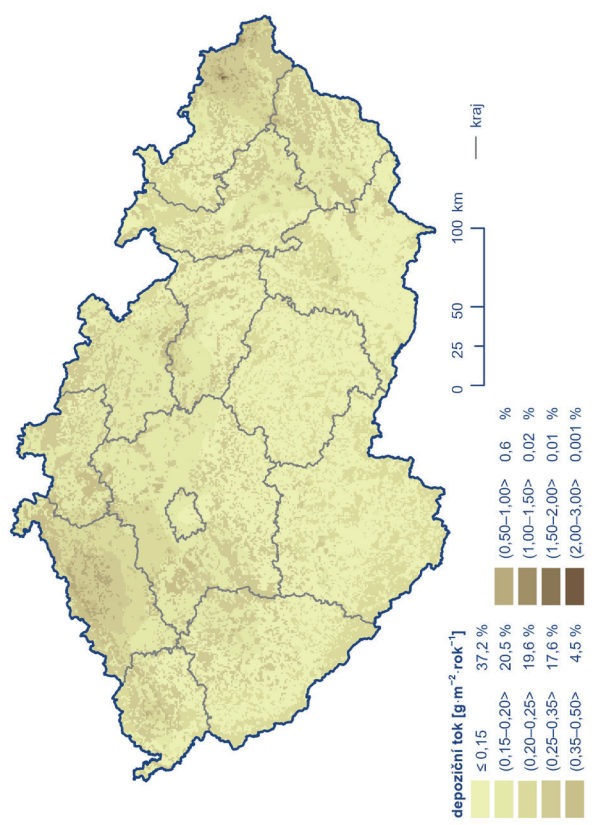 kraj
0 25 50 100 km
depoziční tok [g·m⁻²·rok⁻¹]
≤ 0,15 37,2 %
(0,15–0,20> 20,5 %
(0,20–0,25> 19,6 %
(0,25–0,35> 17,6 %
(0,35–0,50> 4,5 %
(0,50–1,00> 0,6 %
(1,00–1,50> 0,02 %
(1,50–2,00> 0,01 %
(2,00–3,00> 0,001 %